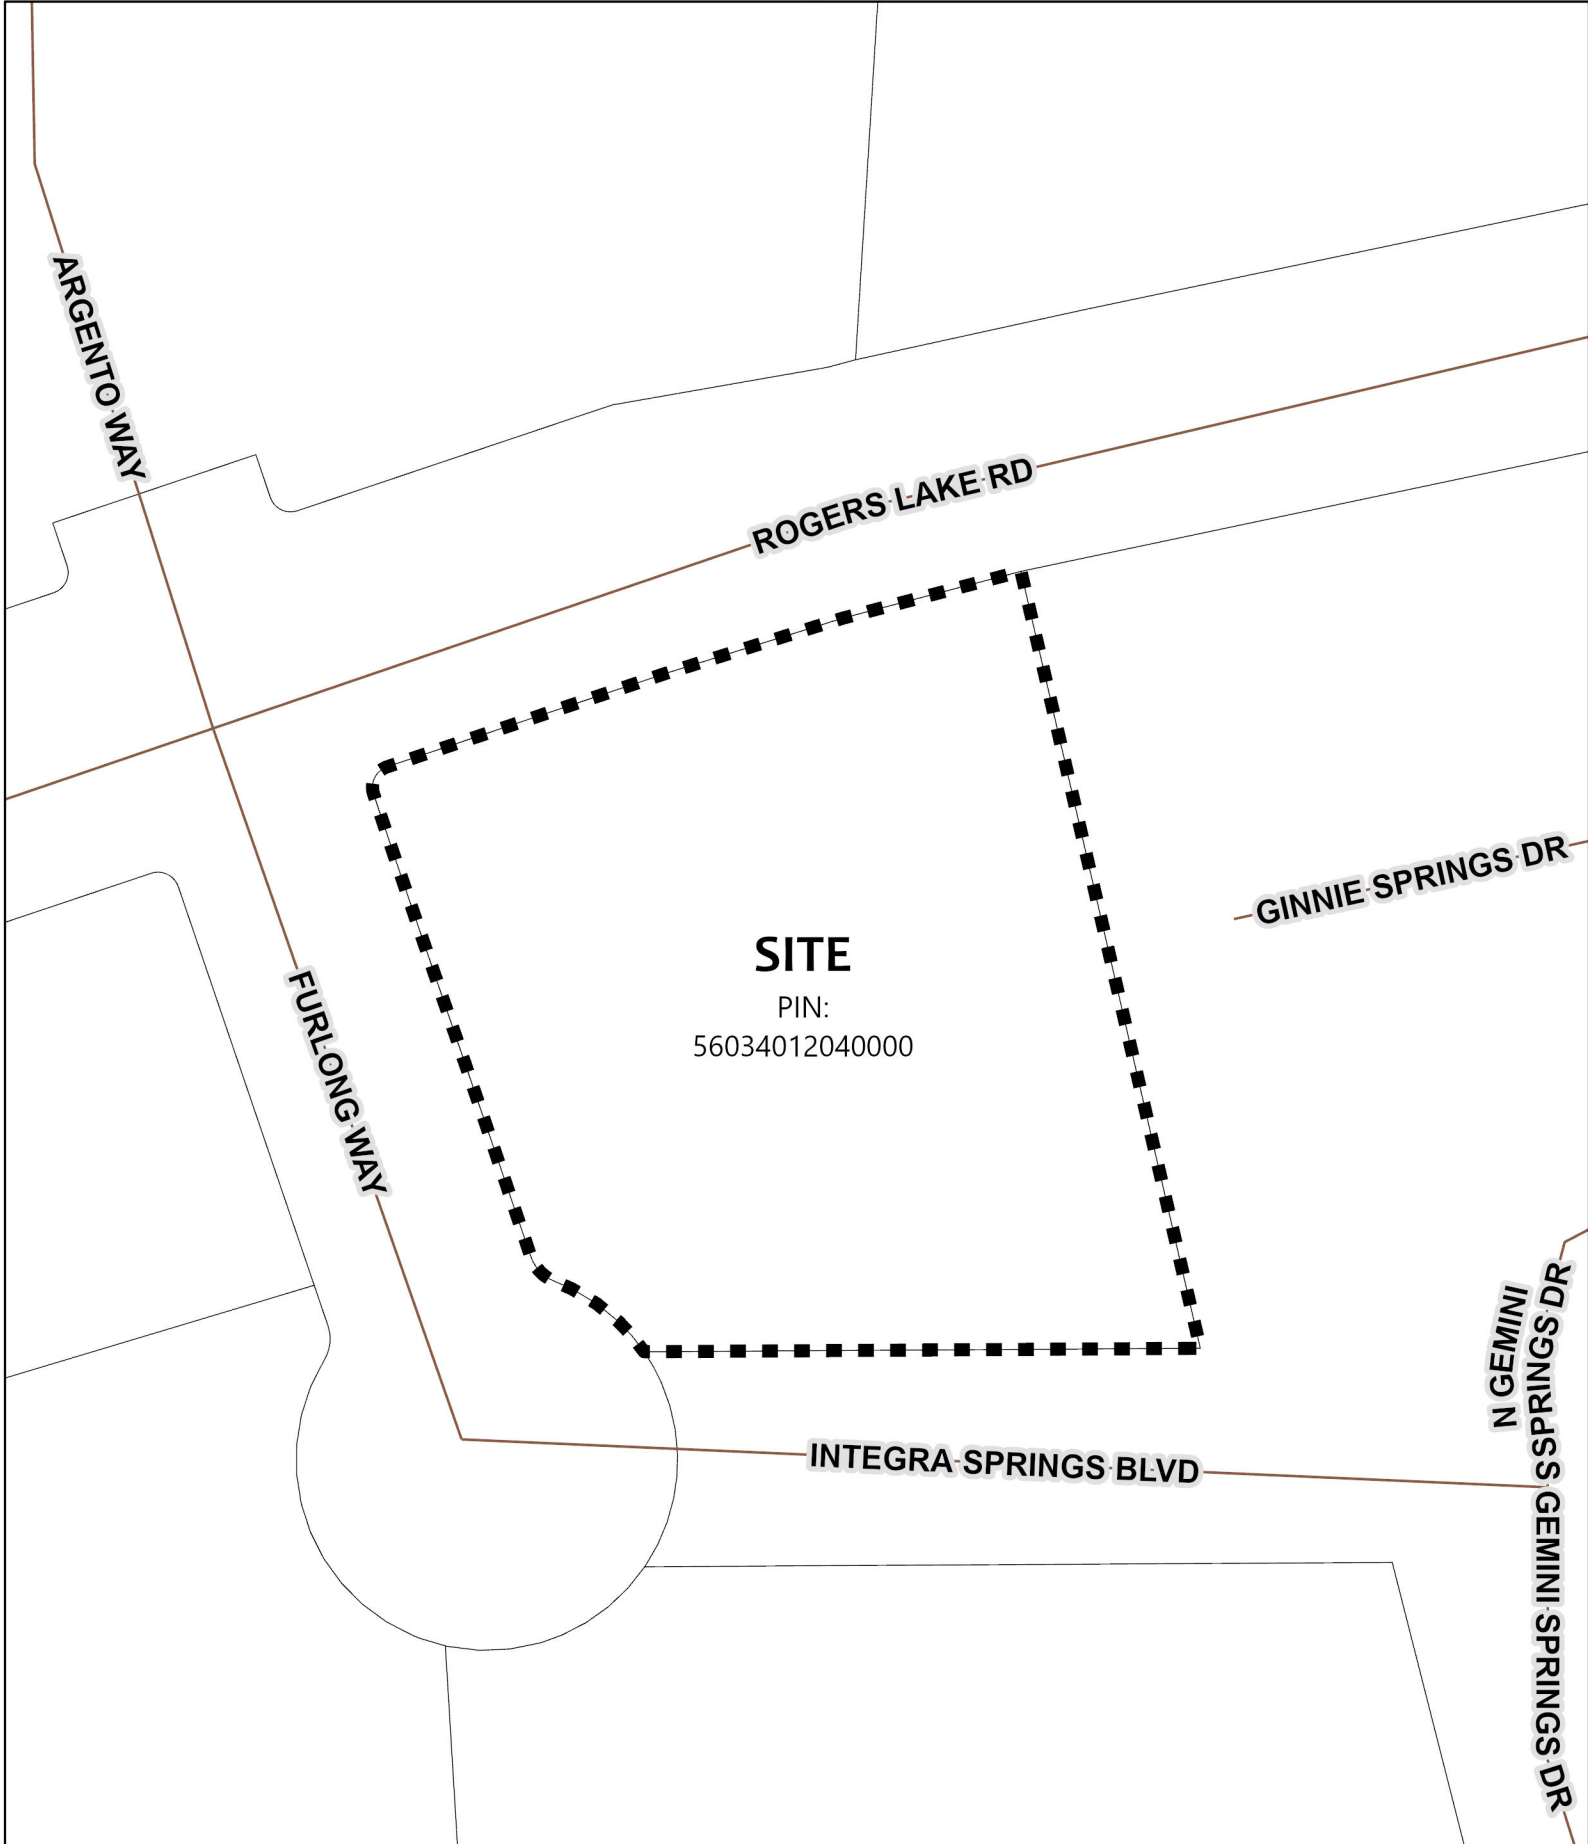 ARGENTO WAY
ROGERS LAKE RD
GINNIE SPRINGS DR
SITE
PIN:
56034012040000
FURLONG WAY
N GEMINI
SPRINGS DR
INTEGRA SPRINGS BLVD
S GEMINI SPRINGS DR